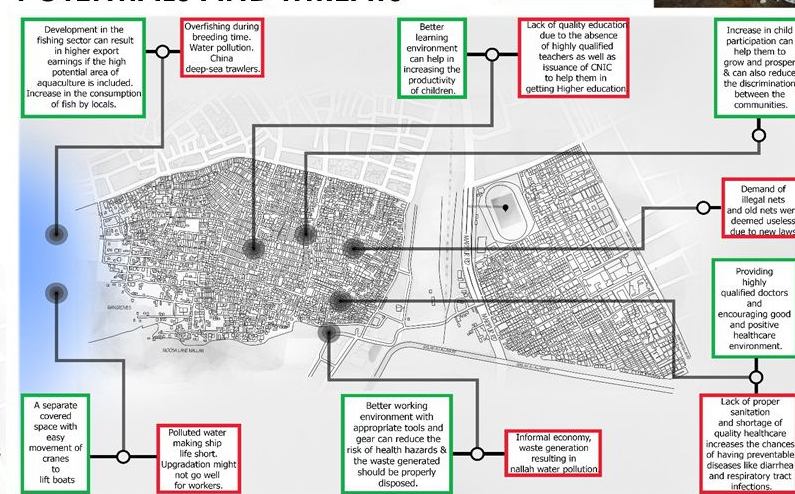 Development in the
fishing sector can result
in higher export
earnings if the high
potential area of
aquaculture is included.
Increase in the consumption
of fish by locals.
Overfishing during
breeding time.
Water pollution.
China
deep-sea trawlers.
Better
learning
environment
can help in
increasing the
productivity
of children.
Lack of quality education
due to the absence
of highly qualified
teachers as well as
issuance of CNIC
to help them in
getting Higher education
Increase in child
participation can
help them to
grow and prosper
& can also reduce
the discrimination
between the
communities.
Demand of
illegal nets
and old nets were
deemed useless
due to new laws
Providing
highly
qualified doctors
and
encouraging good
and positive
healthcare
environment.
MANGROVES
MOOSA LANE NALLAH
A separate
covered
space with
easy
movement of
cranes
to
lift boats
Polluted water
making ship
life short.
Upgradation might
not go well
for workers.
Better working
environment with
appropriate tools and
gear can reduce the
risk of health hazards &
the waste generated
should be properly
disposed.
Informal economy,
waste generation
resulting in
nallah water pollution
Lack of proper
sanitation
and shortage of
quality healthcare
increases the chances
of having preventable
diseases like diarrhea
and respiratory tract
infections.